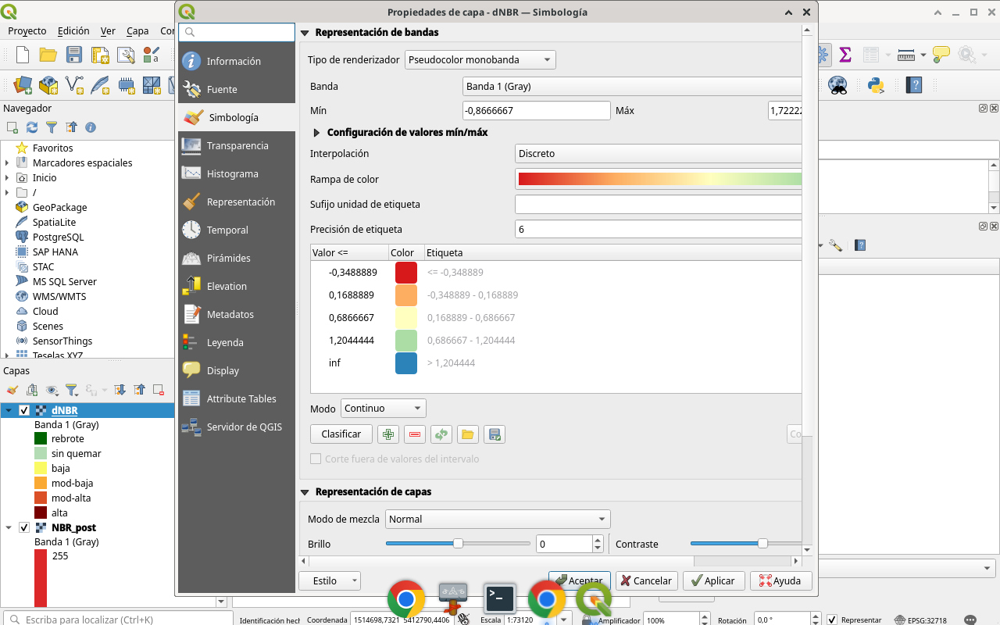 Propiedades de capa - dNBR — Simbología
Proyecto
Edición
Ver
Capa
Navegador
Favoritos
Marcadores espaciales
Inicio
/
GeoPackage
SpatiaLite
PostgreSQL
SAP HANA
STAC
MS SQL Server
WMS/WMTS
Cloud
Scenes
SensorThings
Teselas XYZ
Capas
dNBR
Banda 1 (Gray)
rebrote
sin quemar
baja
mod-baja
mod-alta
alta
NBR_post
Banda 1 (Gray)
255
Información
Fuente
Simbología
Transparencia
Histograma
Representación
Temporal
Pirámides
Elevation
Metadatos
Leyenda
Display
Attribute Tables
Servidor de QGIS
Representación de bandas
Tipo de renderizador Pseudocolor monobanda
Banda Banda 1 (Gray)
Mín -0,8666667 Máx 1,7222
Configuración de valores mín/máx
Interpolación Discreto
Rampa de color
Sufijo unidad de etiqueta
Precisión de etiqueta 6
Valor <= Color Etiqueta
-0,3488889 <= -0,348889
0,1688889 -0,348889 - 0,168889
0,6866667 0,168889 - 0,686667
1,2044444 0,686667 - 1,204444
inf > 1,204444
Modo Continuo
Clasificar
Corte fuera de valores del intervalo
Representación de capas
Modo de mezcla Normal
Brillo 0 Contraste
Estilo Aceptar Cancelar Aplicar Ayuda
Escriba para localizar (Ctrl+K) Coordenada 1514698,7321 5412790,4406 Escala 1:73120 Amplificador 100% Rotación 0,0 ° Representar EPSG:32718